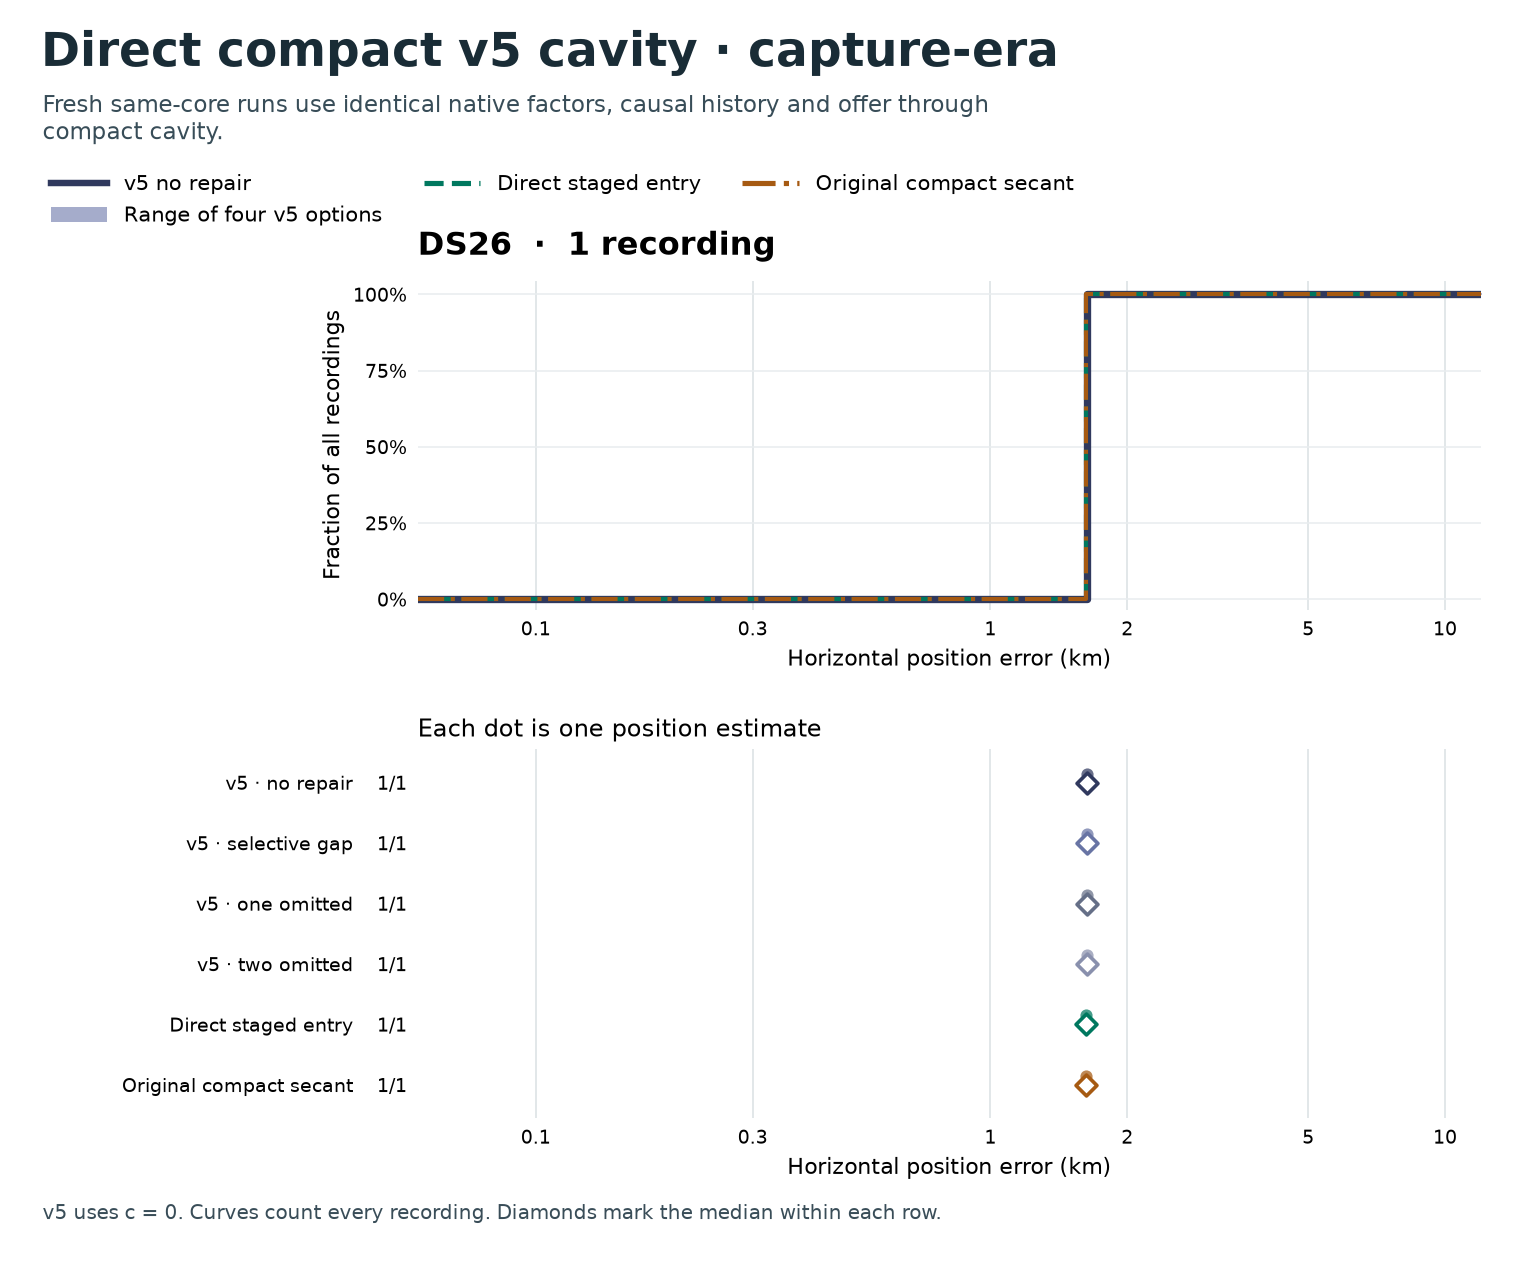 Direct compact v5 cavity · capture-era
Fresh same-core runs use identical native factors, causal history and offer through
compact cavity.
v5 no repair
Direct staged entry
Original compact secant
Range of four v5 options
DS26 · 1 recording
100%
75%
50%
25%
0%
Fraction of all recordings
0.1 0.3 1 2 5 10
Horizontal position error (km)
Each dot is one position estimate
v5 · no repair 1/1
v5 · selective gap 1/1
v5 · one omitted 1/1
v5 · two omitted 1/1
Direct staged entry 1/1
Original compact secant 1/1
0.1 0.3 1 2 5 10
Horizontal position error (km)
v5 uses c = 0. Curves count every recording. Diamonds mark the median within each row.